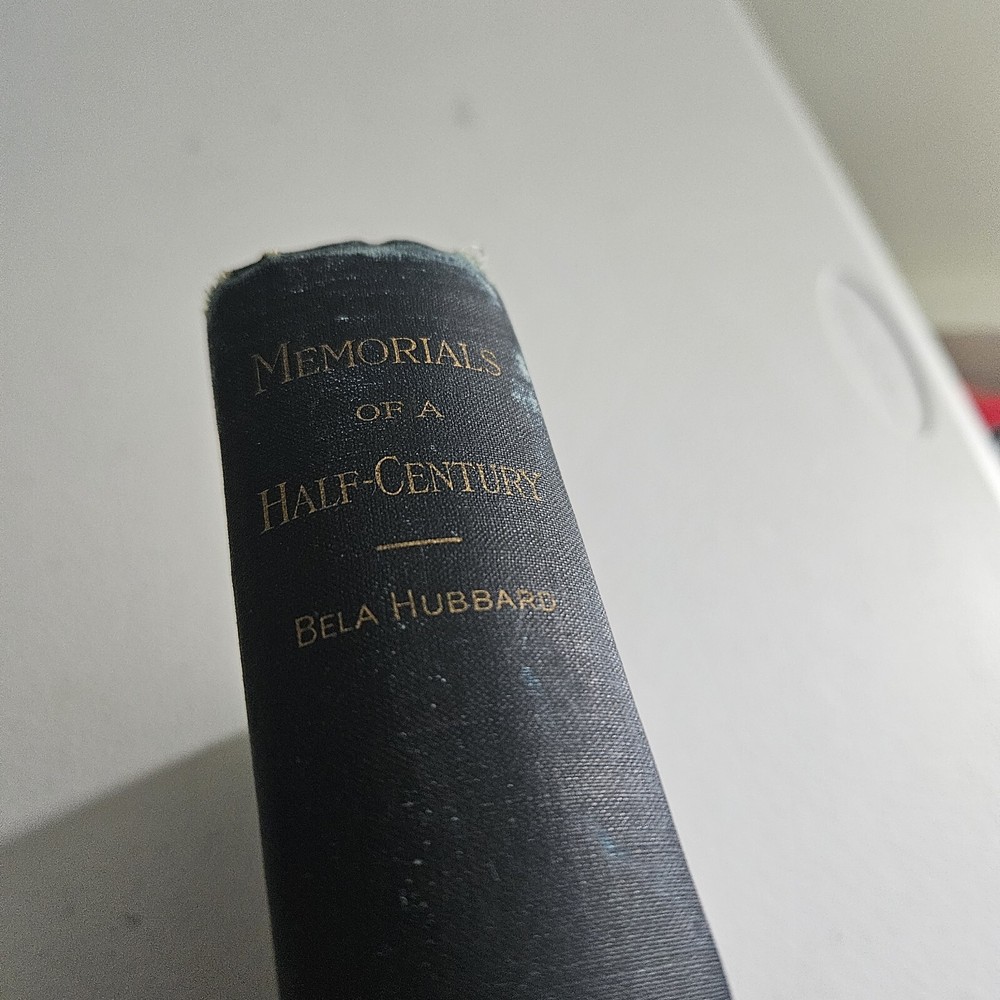 MEMORIALS
OF A
HALF-CENTURY
BELA HUBBARD